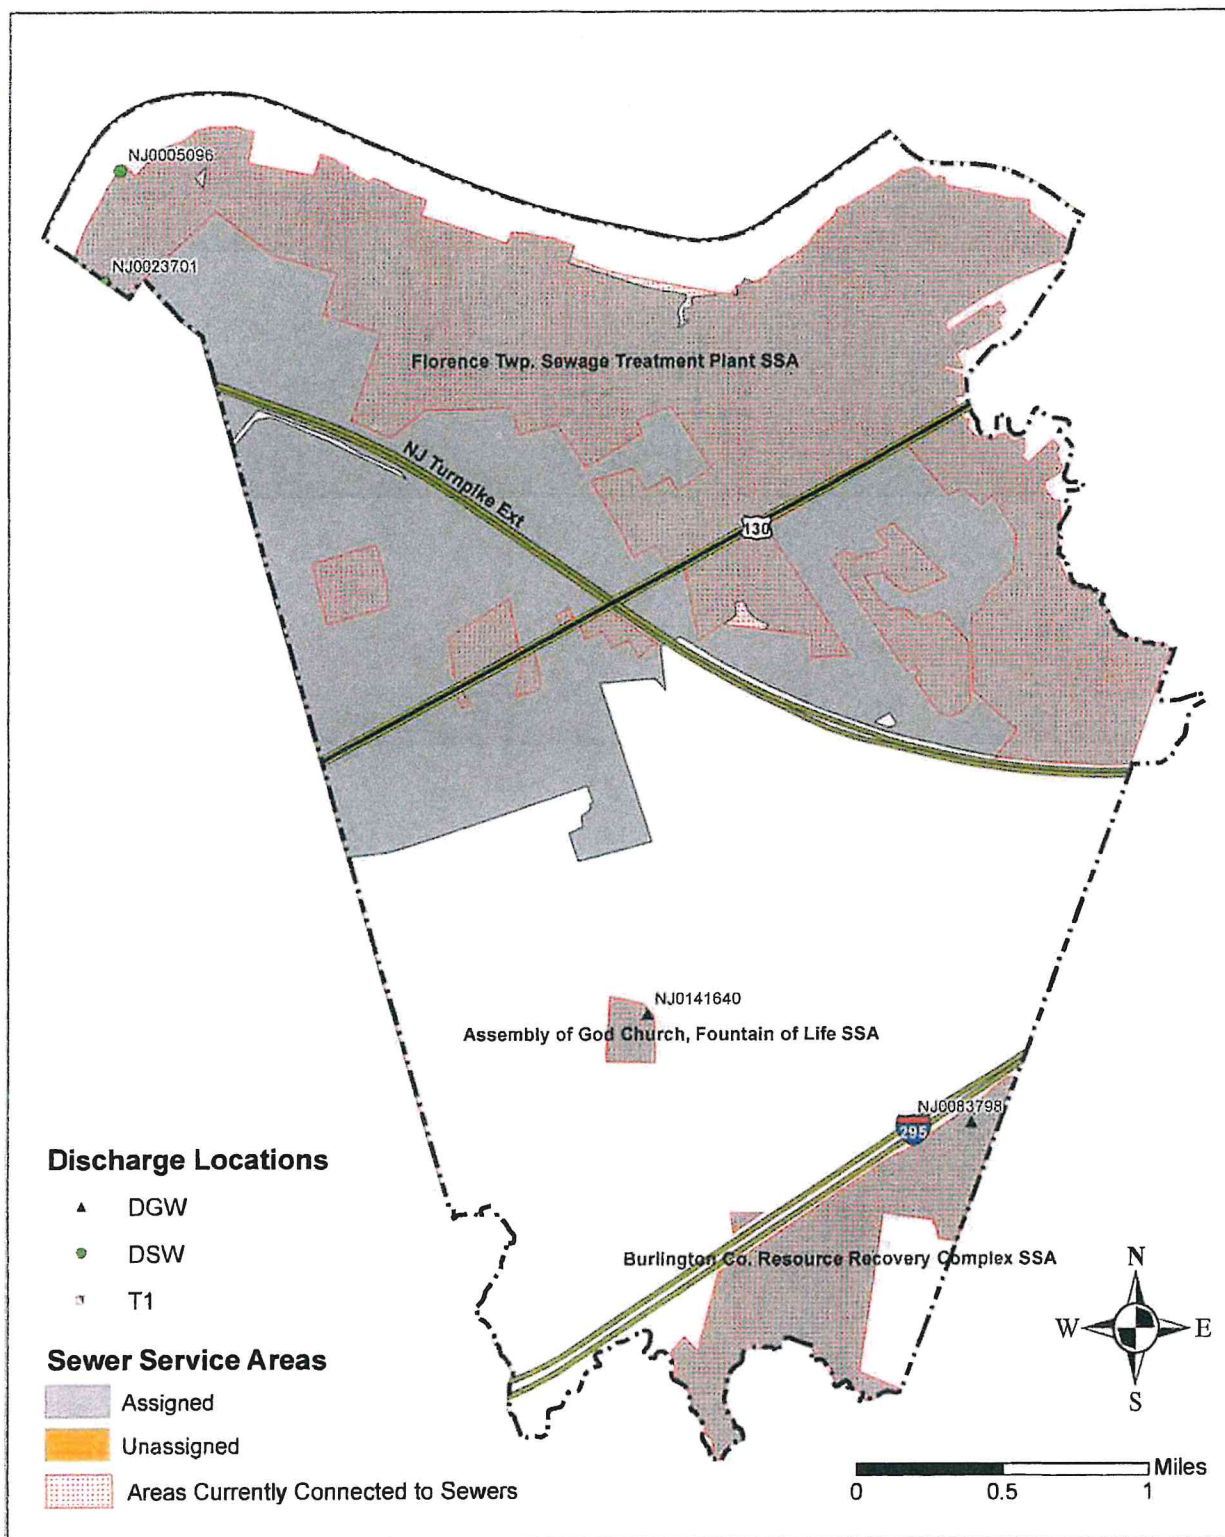 NJ0005096
NJ0023701
Florence Twp. Sewage Treatment Plant SSA
NJ Turnpike Ext
130
NJ0141640
Assembly of God Church, Fountain of Life SSA
NJ0083798
295
Burlington Co. Resource Recovery Complex SSA
Discharge Locations
DGW
DSW
T1
Sewer Service Areas
Assigned
Unassigned
Areas Currently Connected to Sewers
N
W E
S
Miles
0 0.5 1